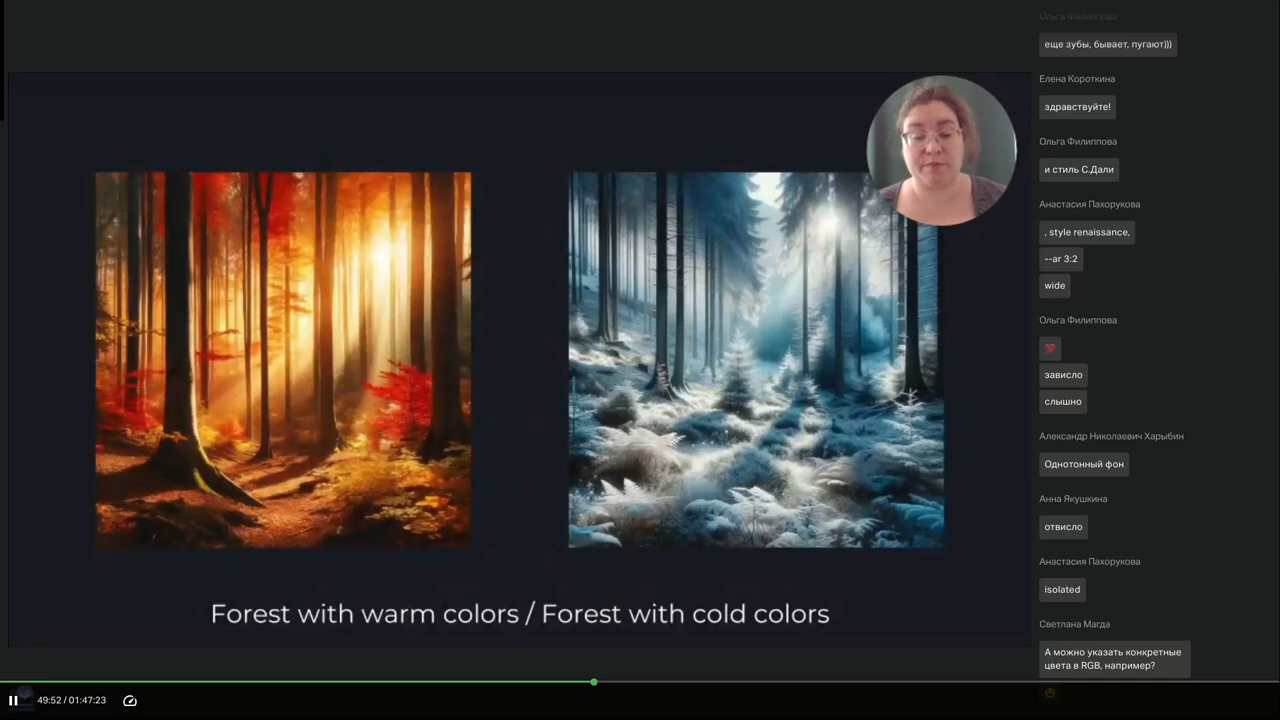 Ольга Филиппова
еще зубы, бывает, пугают)))
Елена Короткина
здравствуйте!
Ольга Филиппова
и стиль С.Дали
Анастасия Пахорукова
, style renaissance,
--ar 3:2
wide
Ольга Филиппова
💯
зависло
слышно
Александр Николаевич Харыбин
Однотонный фон
Анна Якушкина
отвисло
Анастасия Пахорукова
isolated
Светлана Магда
А можно указать конкретные
цвета в RGB, например?
Forest with warm colors / Forest with cold colors
49:52 / 01:47:23